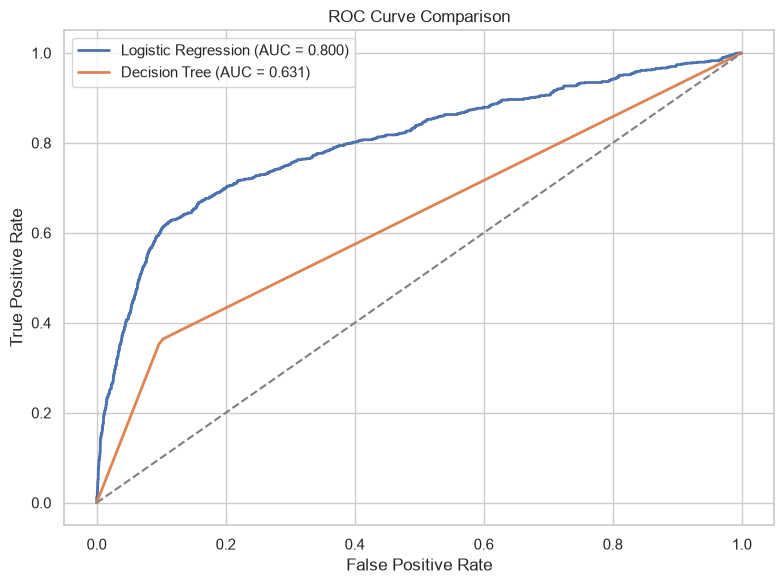 ROC Curve Comparison
Logistic Regression (AUC = 0.800)
Decision Tree (AUC = 0.631)
True Positive Rate
1.0
0.8
0.6
0.4
0.2
0.0
0.0 0.2 0.4 0.6 0.8 1.0
False Positive Rate